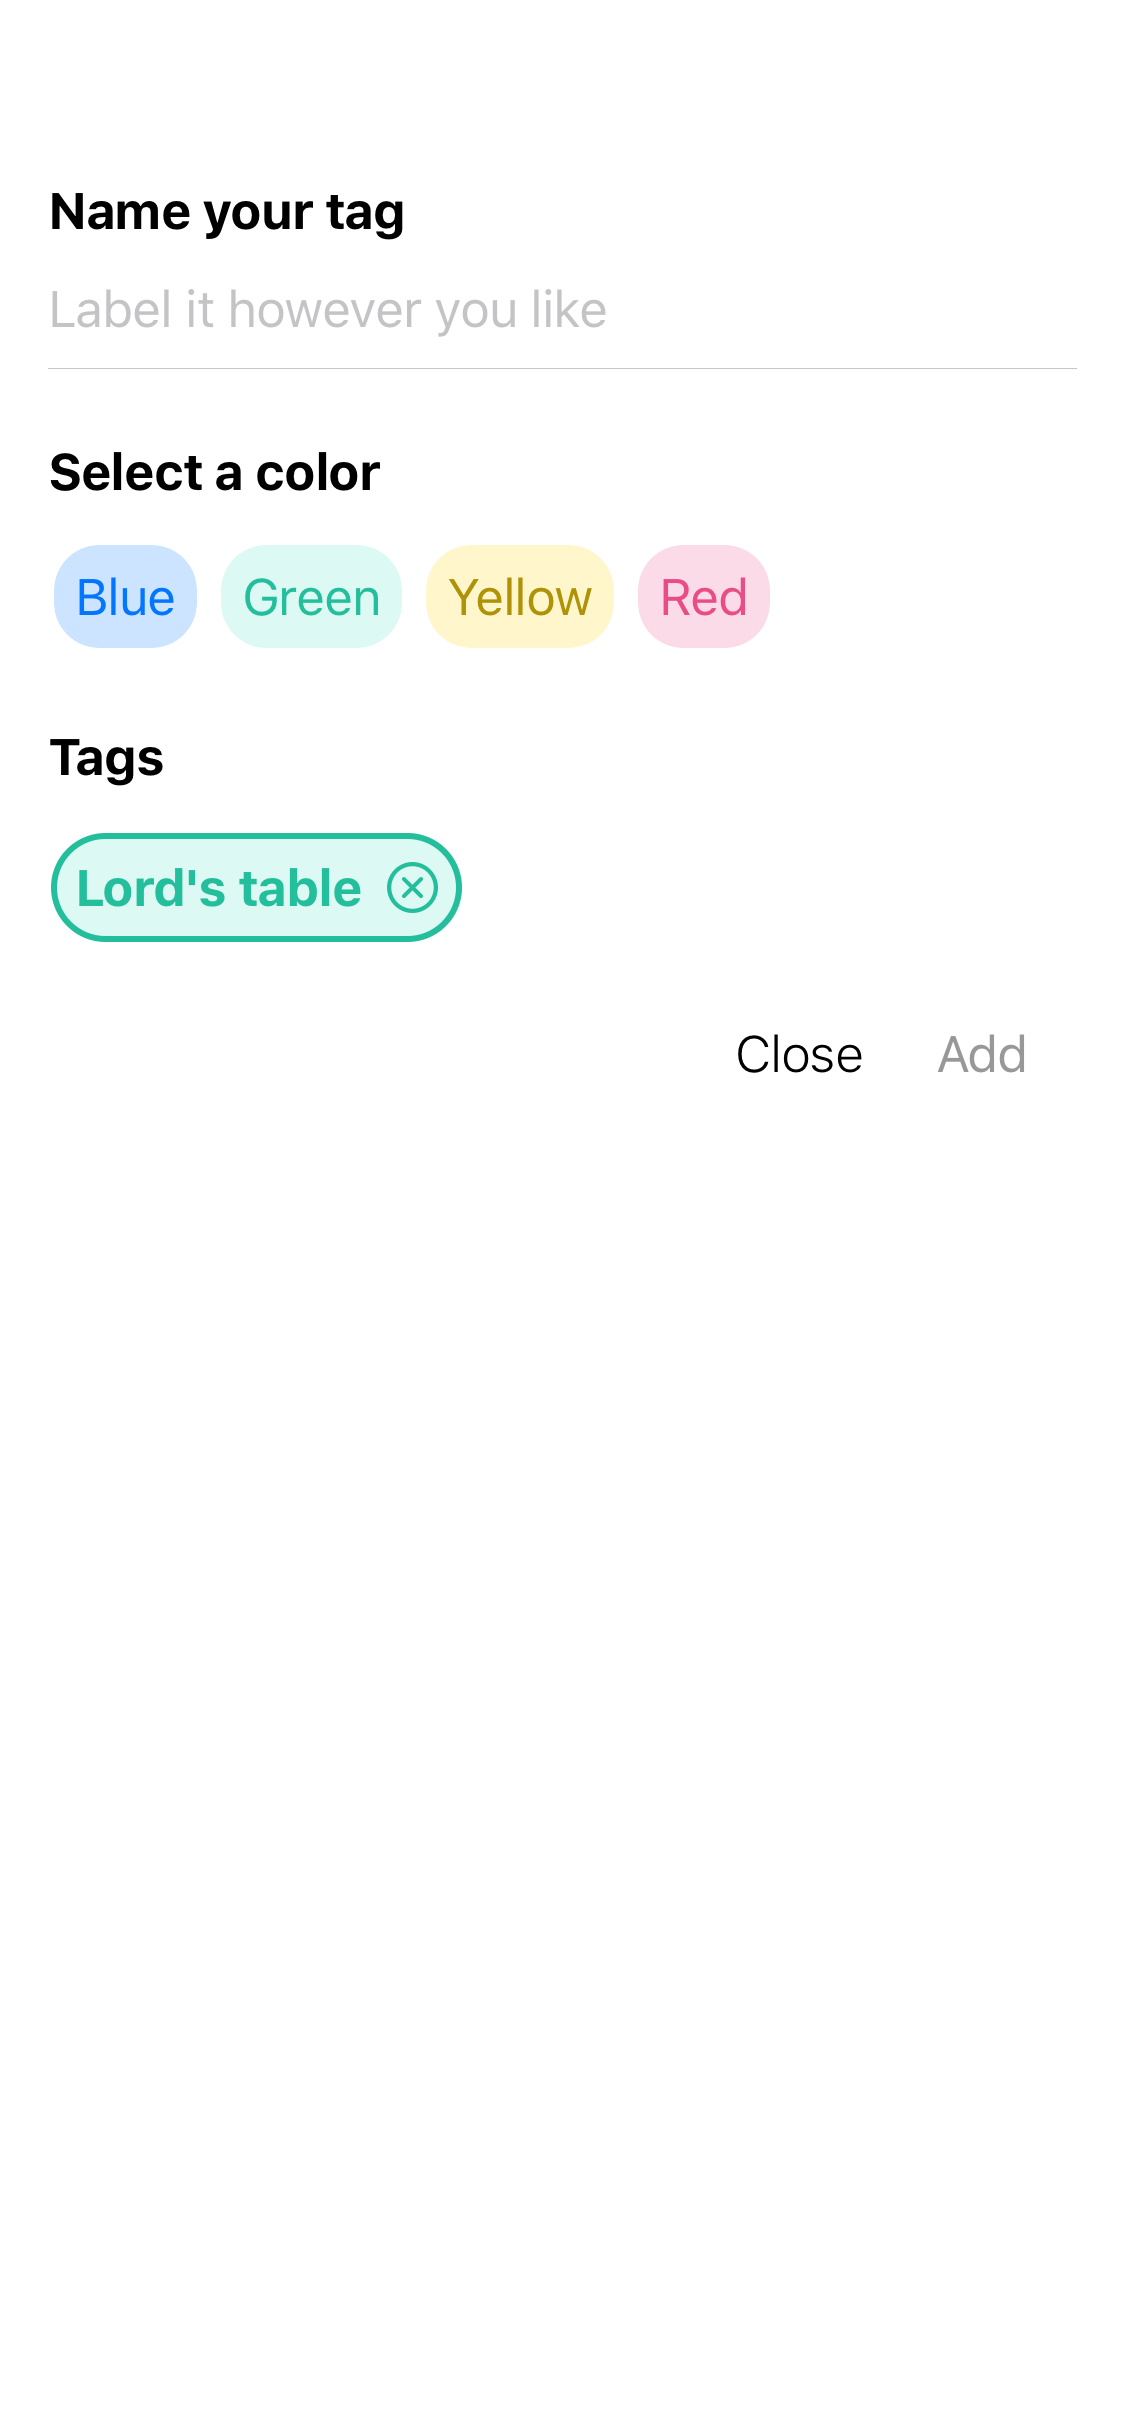 Name your tag
Label it however you like
Select a color
Blue Green Yellow Red
Tags
Lord's table
Close Add